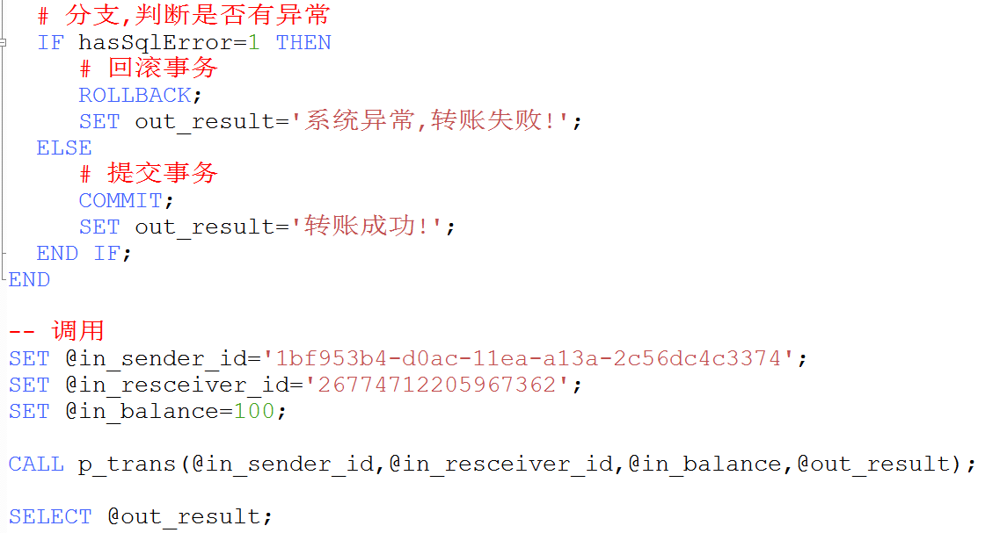 # 分支,判断是否有异常
IF hasSqlError=1 THEN
# 回滚事务
ROLLBACK;
SET out_result='系统异常,转账失败!';
ELSE
# 提交事务
COMMIT;
SET out_result='转账成功!';
END IF;
END
-- 调用
SET @in_sender_id='1bf953b4-d0ac-11ea-a13a-2c56dc4c3374';
SET @in_resceiver_id='26774712205967362';
SET @in_balance=100;
CALL p_trans(@in_sender_id,@in_resceiver_id,@in_balance,@out_result);
SELECT @out_result;